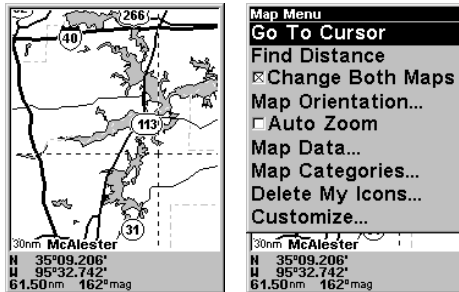 266
40
113
31
30nm McAlester
N 35°09.206'
W 95°32.742'
61.50nm 162°mag
Map Menu
Go To Cursor
Find Distance
Change Both Maps
Map Orientation...
Auto Zoom
Map Data...
Map Categories...
Delete My Icons...
Customize...
30nm McAlester
N 35°09.206'
W 95°32.742'
61.50nm 162°mag